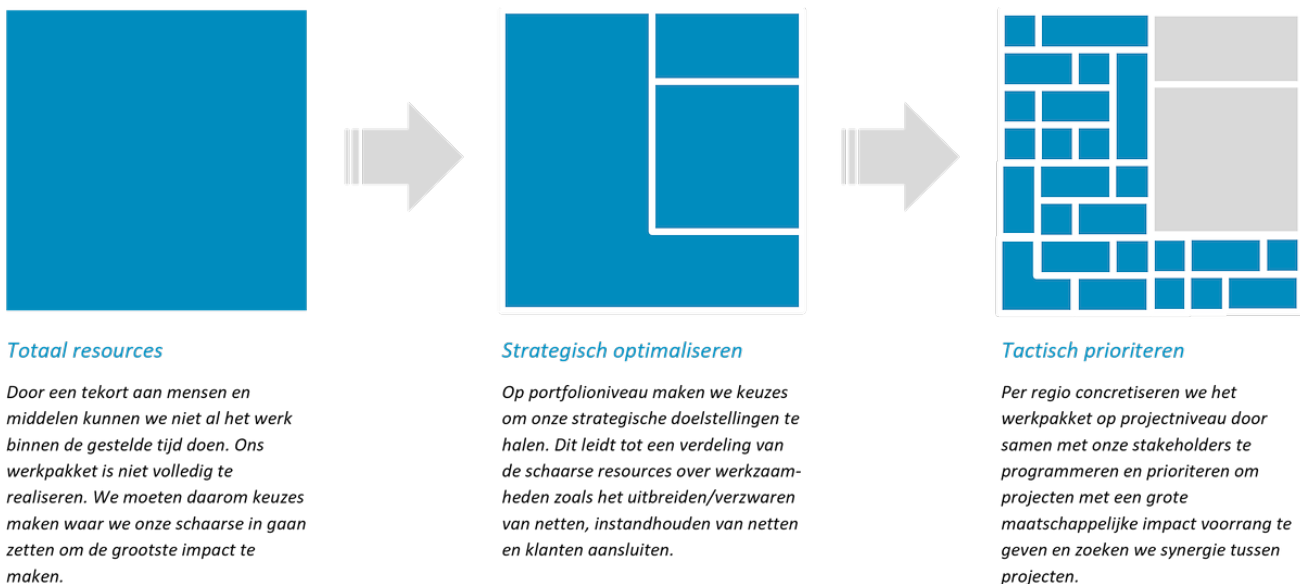 Totaal resources
Door een tekort aan mensen en
middelen kunnen we niet al het werk
binnen de gestelde tijd doen. Ons
werkpakket is niet volledig te
realiseren. We moeten daarom keuzes
maken waar we onze schaarse in gaan
zetten om de grootste impact te
maken.
Strategisch optimaliseren
Op portfolioniveau maken we keuzes
om onze strategische doelstellingen te
halen. Dit leidt tot een verdeling van
de schaarse resources over werkzaam-
heden zoals het uitbreiden/verzwaren
van netten, instandhouden van netten
en klanten aansluiten.
Tactisch prioriteren
Per regio concretiseren we het
werkpakket op projectniveau door
samen met onze stakeholders te
programmeren en prioriteren om
projecten met een grote
maatschappelijke impact voorrang te
geven en zoeken we synergie tussen
projecten.